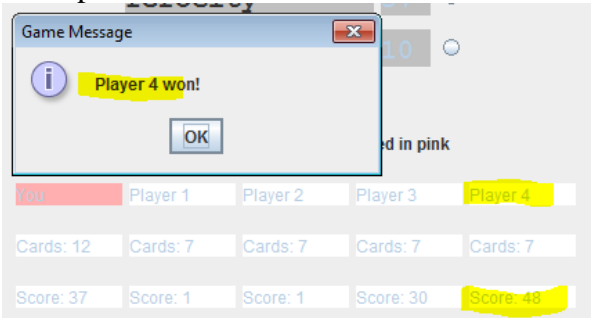 Game Message
Player 4 won!
10
OK
ed in pink
You Player 1 Player 2 Player 3 Player 4
Cards: 12 Cards: 7 Cards: 7 Cards: 7 Cards: 7
Score: 37 Score: 1 Score: 1 Score: 30 Score: 48